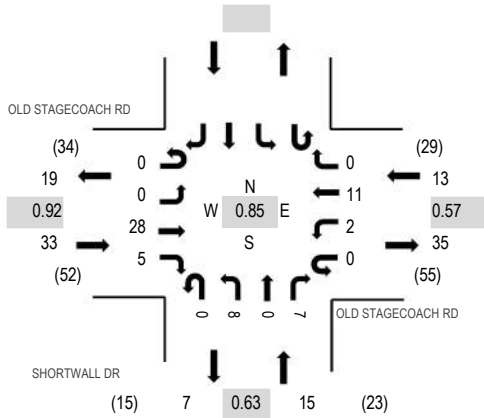 OLD STAGECOACH RD
(34)
(29)
0
0
19
13
0
11
N
0.92
W
0.85
E
0.57
28
2
33
S
35
5
0
(52)
(55)
0
8
0
7
OLD STAGECOACH RD
SHORTWALL DR
(15) 7 0.63 15 (23)